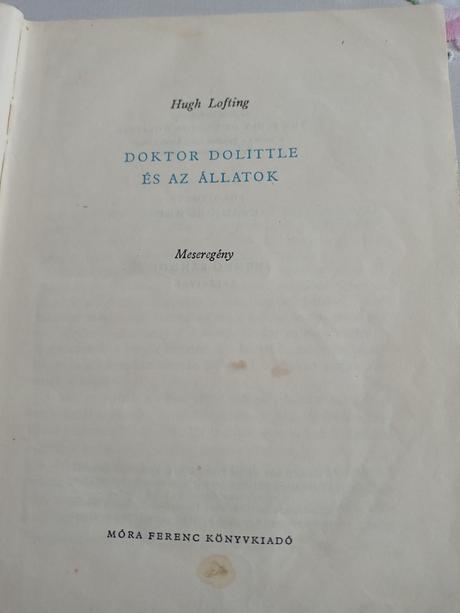 Hugh Lofting
DOKTOR DOLITTLE
ÉS AZ ÁLLATOK
Meseregény
MÓRA FERENC KÖNYVKIADÓ